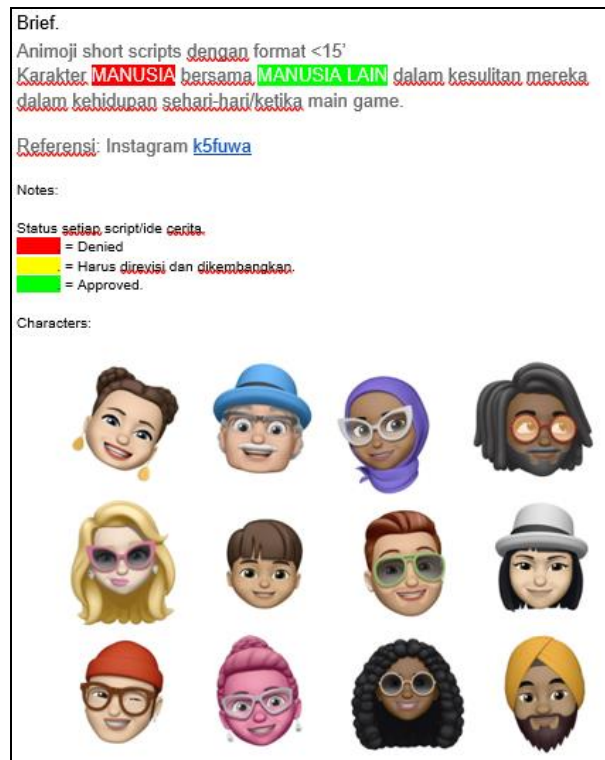 Brief.
Animoji short scripts dengan format <15'
Karakter MANUSIA bersama MANUSIA LAIN dalam kesulitan mereka
dalam kehidupan sehari-hari/ketika main game.
Referensi: Instagram k5fuwa
Notes:
Status setiap script/ide cerita.
= Denied
. = Harus direvisi dan dikembangkan.
. = Approved.
Characters: